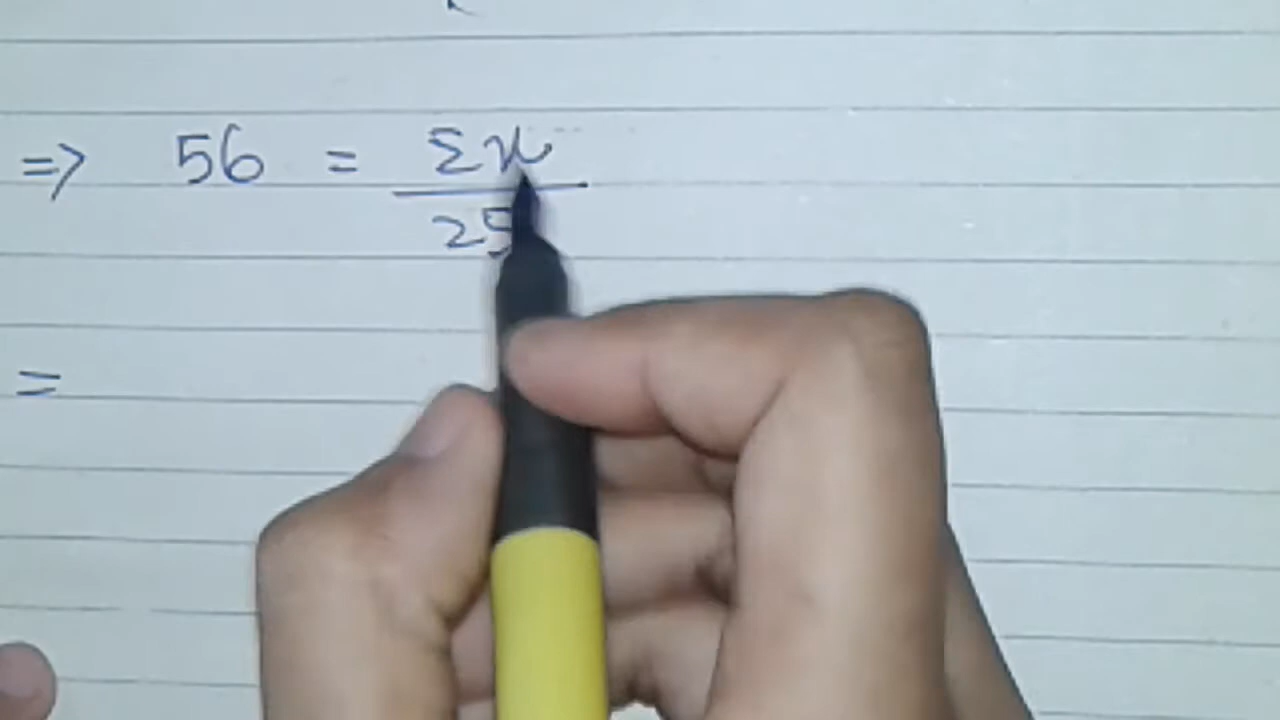 => 56 = Σx
25
=